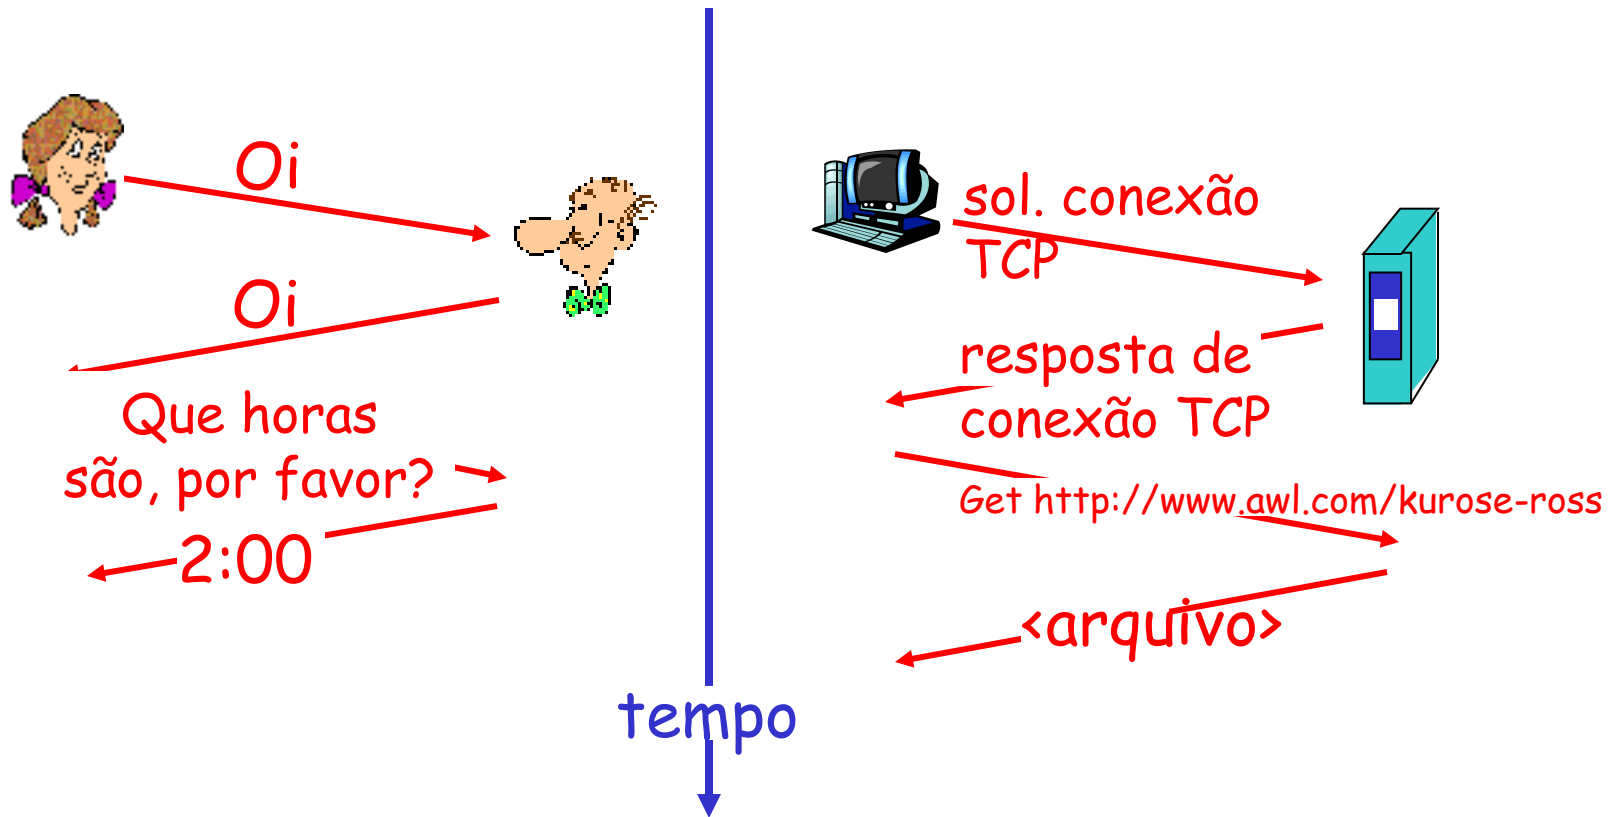 Oi
Oi
Que horas
são, por favor?
2:00
tempo
sol. conexão
TCP
resposta de
conexão TCP
Get http://www.awl.com/kurose-ross
<arquivo>